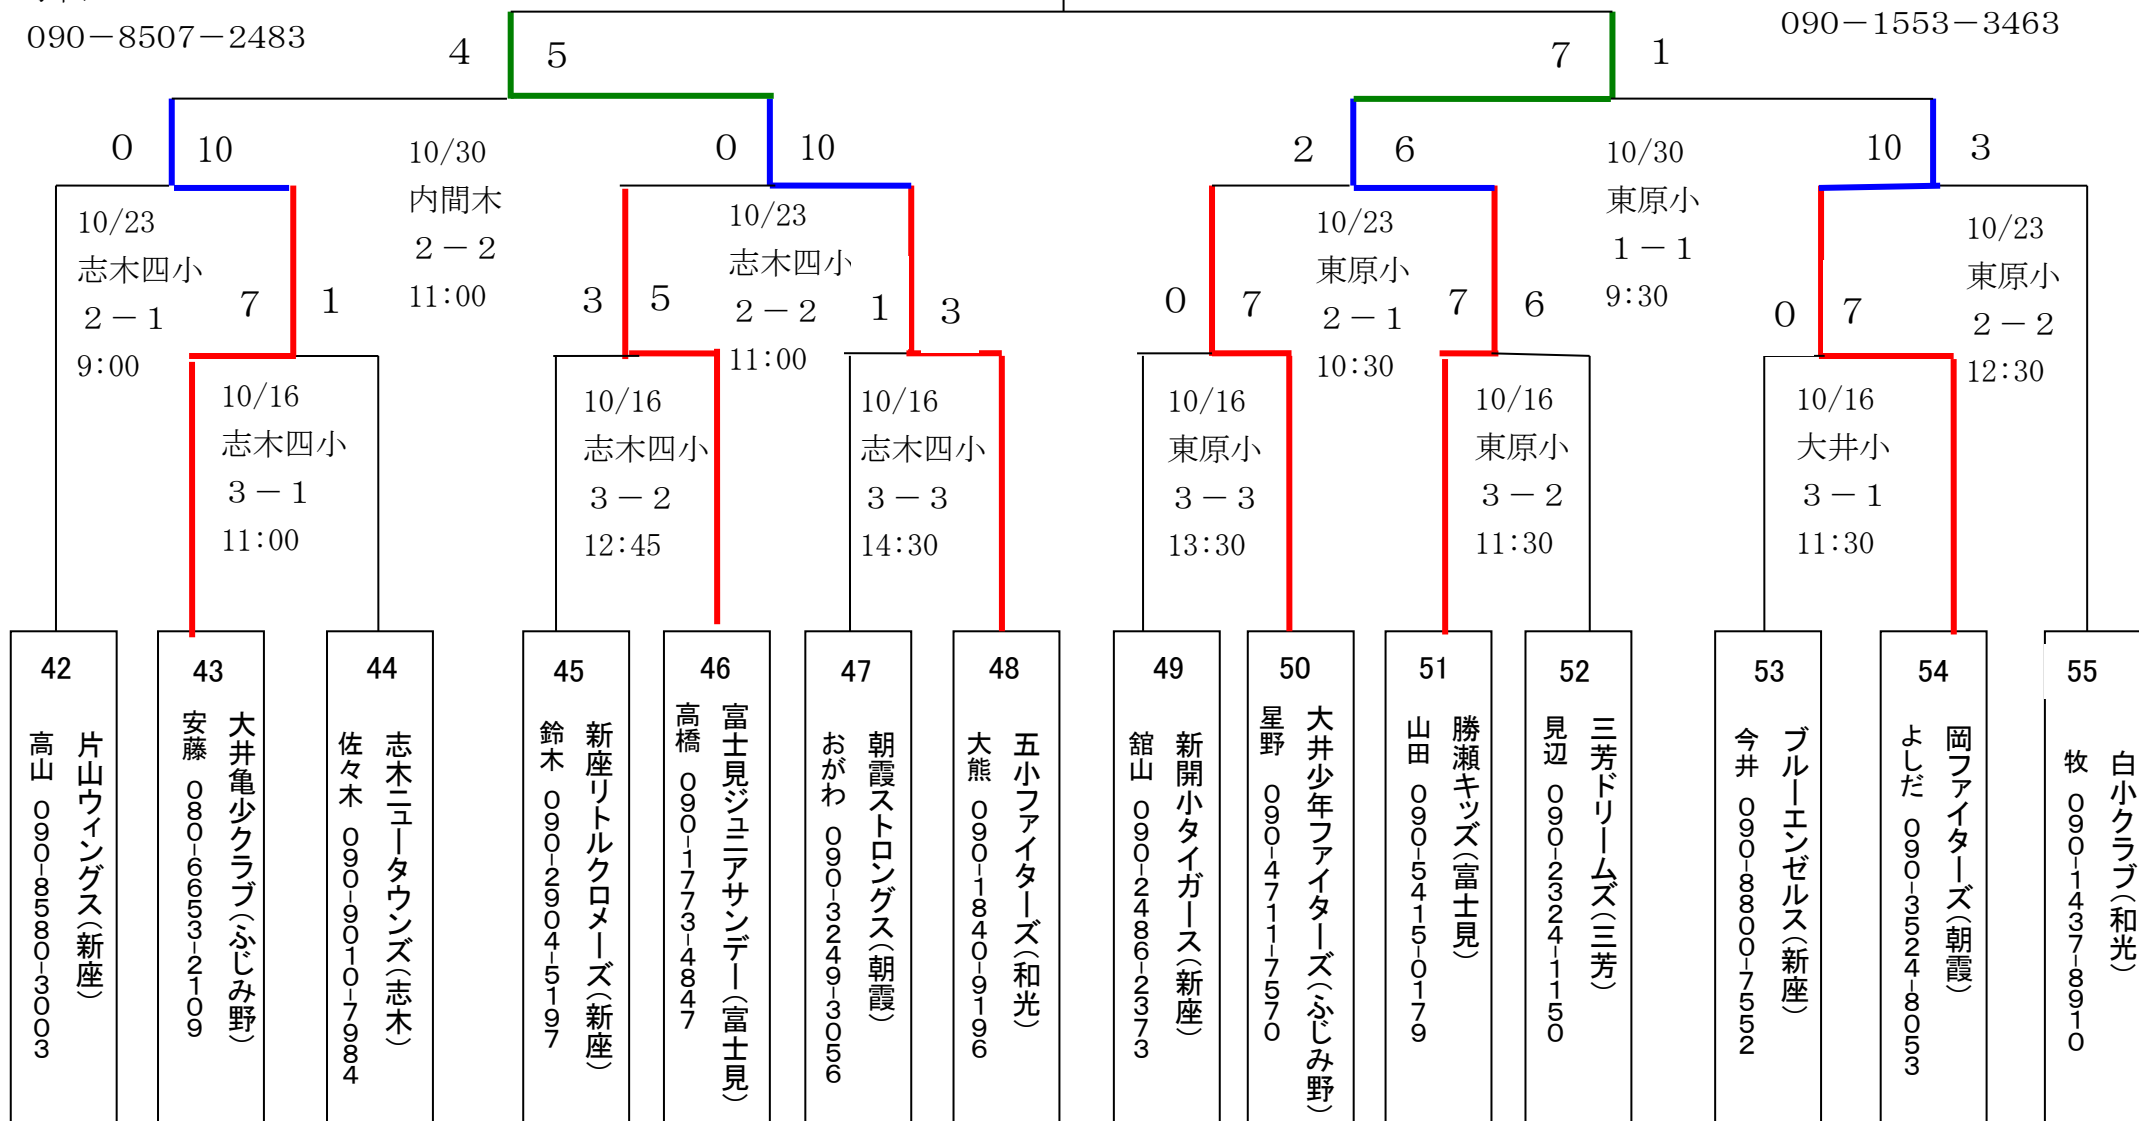 090－8507－2483
090－1553－3463
4 5
7 1
0 10
0 10
2 6
10 3
10/30
内間木
２－２
11:00
10/30
東原小
１－１
9:30
10/23
志木四小
２－１
9:00
10/23
志木四小
２－２
11:00
10/23
東原小
２－１
10:30
10/23
東原小
２－２
12:30
7 1
3 5
1 3
0 7
7 6
0 7
10/16
志木四小
３－１
11:00
10/16
志木四小
３－２
12:45
10/16
志木四小
３－３
14:30
10/16
東原小
３－３
13:30
10/16
東原小
３－２
11:30
10/16
大井小
３－１
11:30
42
片山ウィングス（新座）
高山 090-8580-3003
43
大井亀少クラブ（ふじみ野）
安藤 080-6653-2109
44
志木ニュータウンズ（志木）
佐々木 090-9010-7984
45
新座リトルクロメーズ（新座）
鈴木 090-2904-5197
46
富士見ジュニアサンデー（富士見）
高橋 090-1773-4847
47
朝霞ストロングス（朝霞）
おがわ 090-3249-3056
48
五小ファイターズ（和光）
大熊 090-1840-9196
49
新開小タイガース（新座）
舘山 090-2486-2373
50
大井少年ファイターズ（ふじみ野）
星野 090-4711-7570
51
勝瀬キッズ（富士見）
山田 090-5415-0179
52
三芳ドリームズ（三芳）
見辺 090-2324-1150
53
ブルーエンゼルス（新座）
今井 090-8800-7552
54
岡ファイターズ（朝霞）
よしだ 090-3524-8053
55
白小クラブ（和光）
牧 090-1437-8910